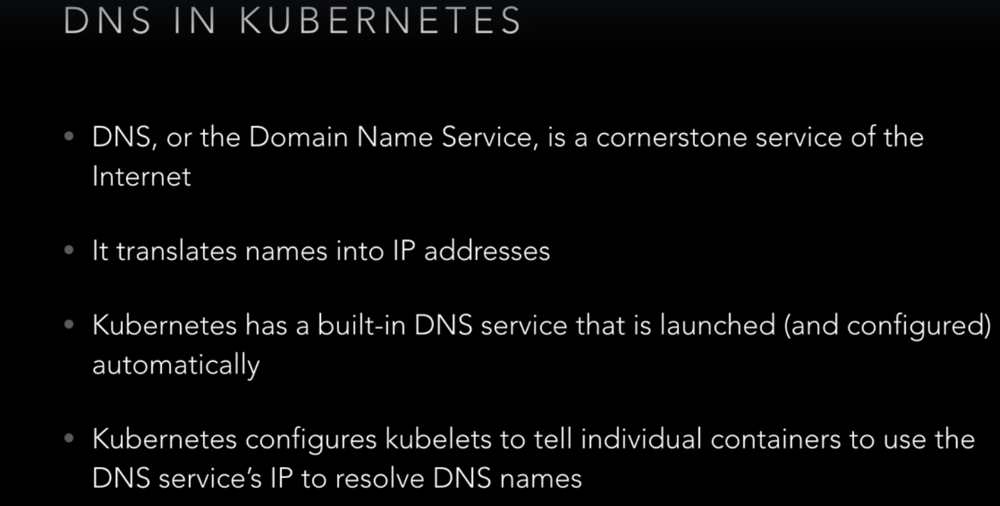 DNS IN KUBERNETES
• DNS, or the Domain Name Service, is a cornerstone service of the
Internet
• It translates names into IP addresses
• Kubernetes has a built-in DNS service that is launched (and configured)
automatically
• Kubernetes configures kubelets to tell individual containers to use the
DNS service’s IP to resolve DNS names